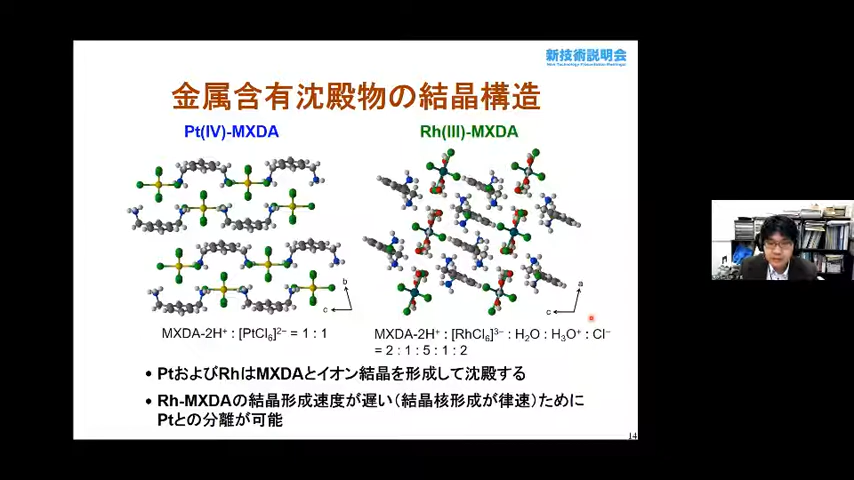 新技術説明会
New Technology Presentation Meetings!
金属含有沈殿物の結晶構造
Pt(IV)-MXDA
Rh(III)-MXDA
b
c
a
c
MXDA-2H⁺ : [PtCl₆]²⁻ = 1 : 1
MXDA-2H⁺ : [RhCl₆]³⁻ : H₂O : H₃O⁺ : Cl⁻
= 2 : 1 : 5 : 1 : 2
• PtおよびRhはMXDAとイオン結晶を形成して沈殿する
• Rh-MXDAの結晶形成速度が遅い（結晶核形成が律速）ために
Ptとの分離が可能
14